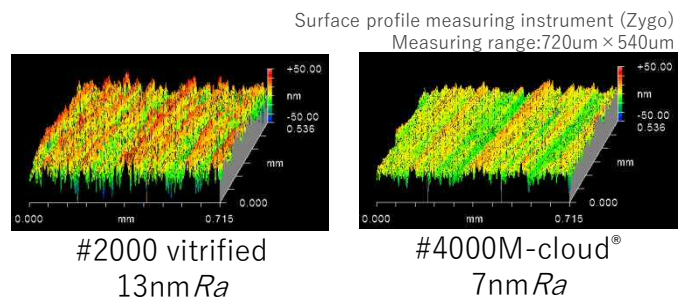 Surface profile measuring instrument (Zygo)
Measuring range:720um×540um
+50.00
nm
-50.00
0.536
mm
0.000
0.000
mm
0.715
+50.00
nm
-50.00
0.536
mm
0.000
0.000
mm
0.715
#2000 vitrified
13nmRa
#4000M-cloud®
7nmRa